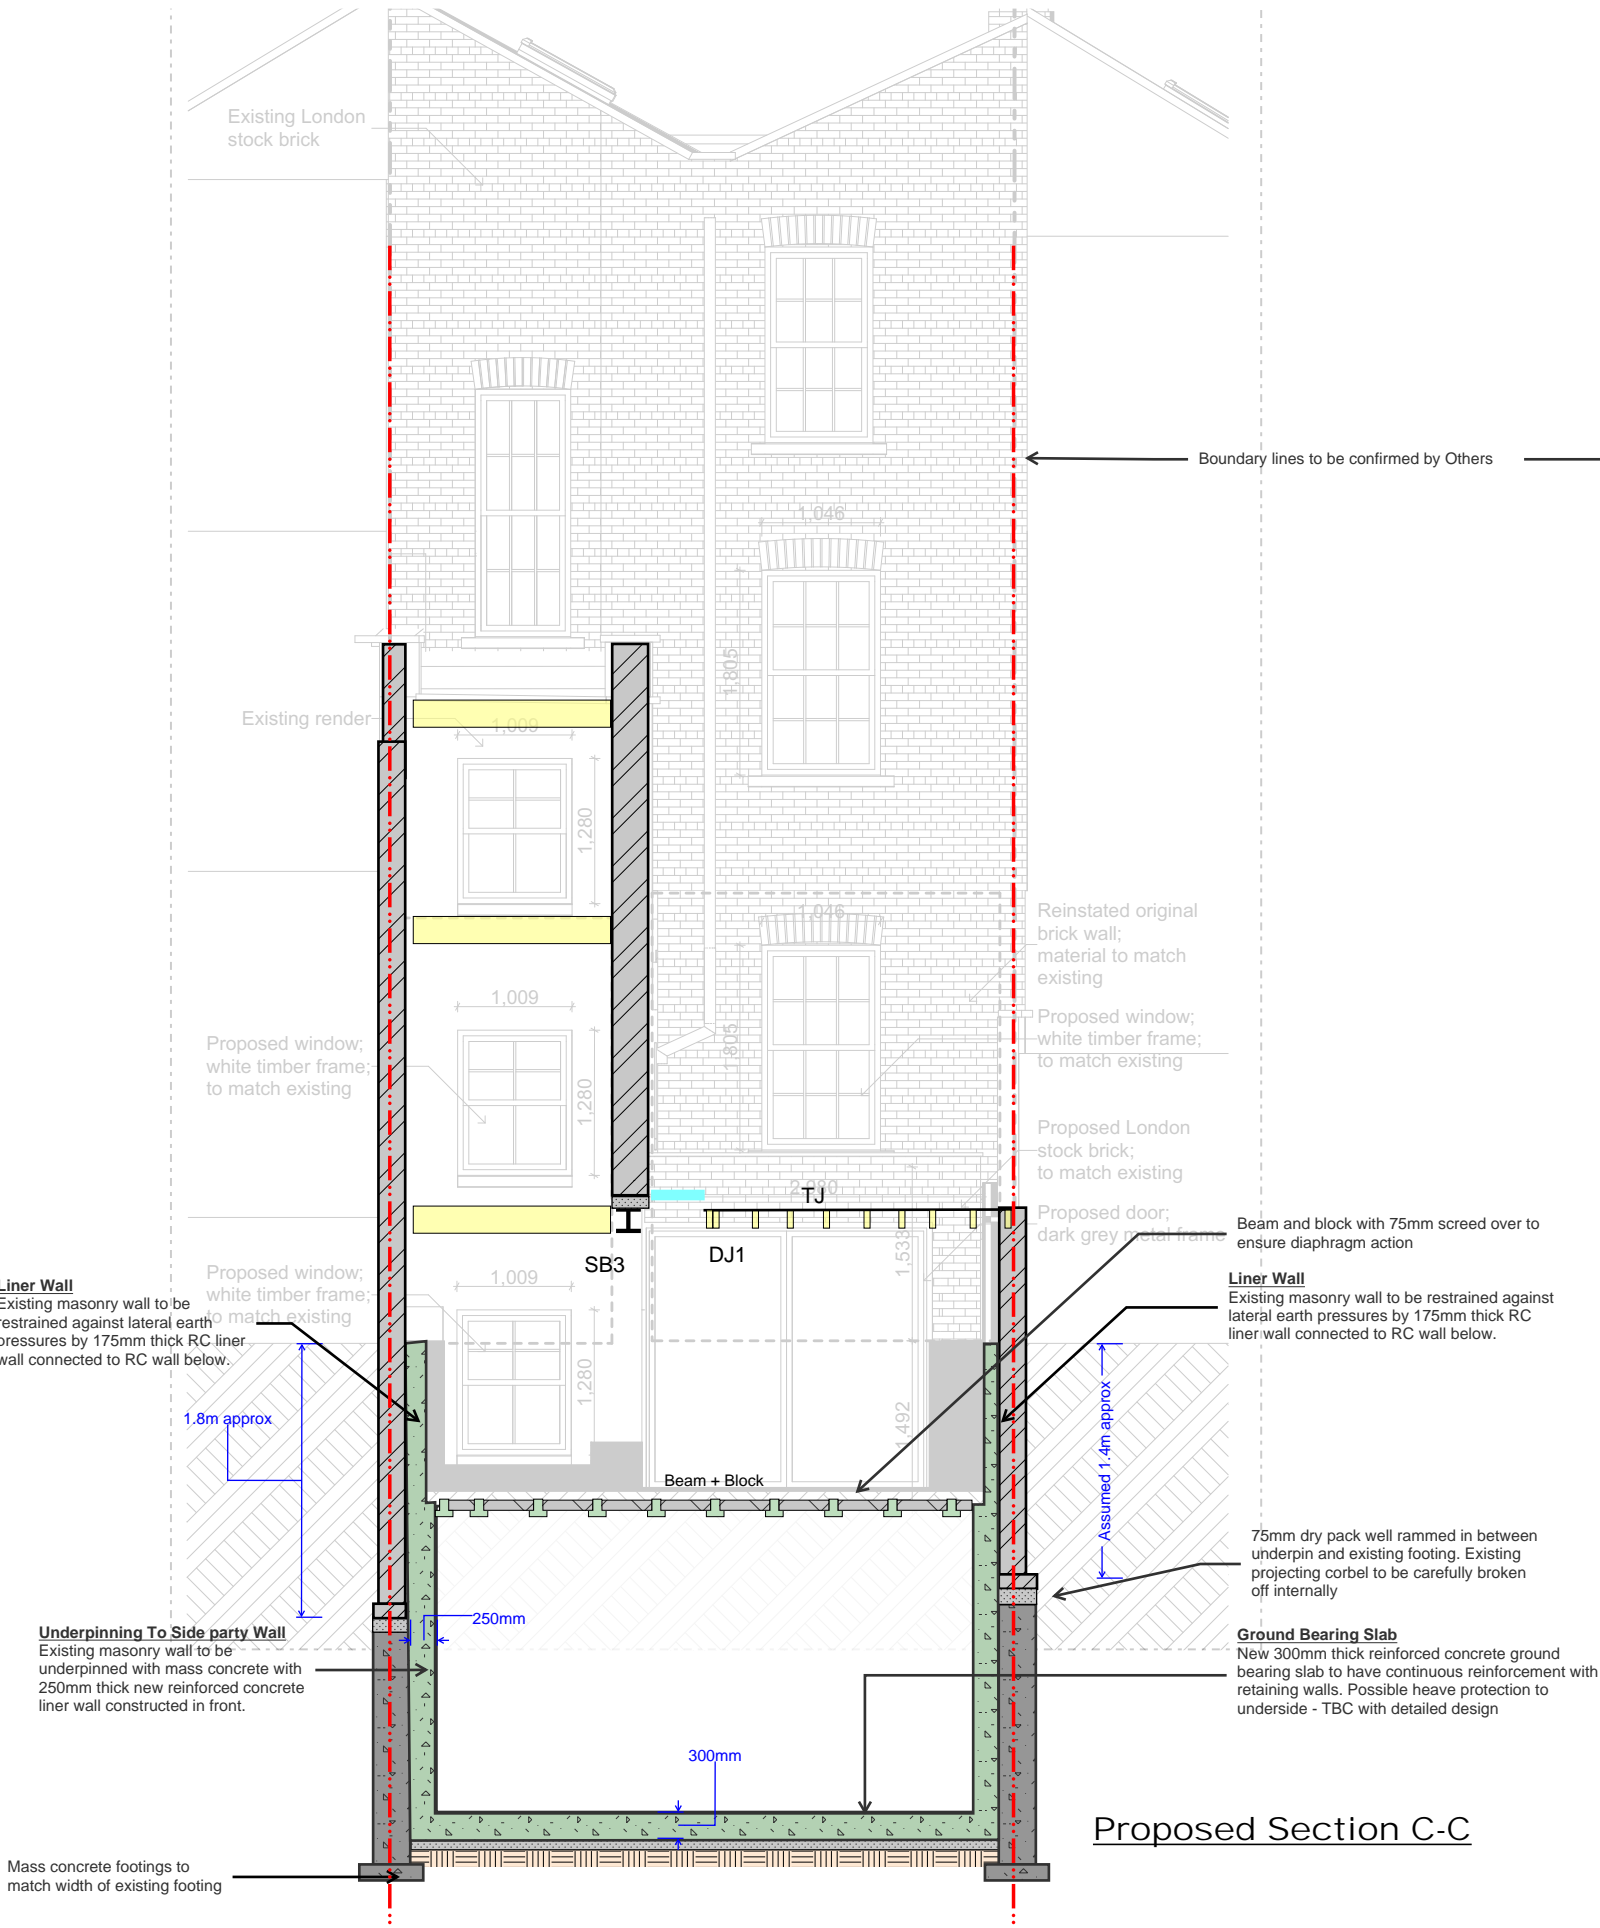 Existing London
stock brick
Boundary lines to be confirmed by Others
1,046
1,805
Existing render
1,009
1,280
1,046
Reinstated original
brick wall;
material to match
existing
1,009
1,805
Proposed window;
white timber frame;
to match existing
Proposed window;
white timber frame;
to match existing
1,280
Proposed London
stock brick;
to match existing
2,980
TJ
Proposed door;
dark grey metal frame
Beam and block with 75mm screed over to
ensure diaphragm action
SB3
DJ1
1,533
Proposed window;
white timber frame;
to match existing
1,009
Liner Wall
Existing masonry wall to be
restrained against lateral earth
pressures by 175mm thick RC liner
wall connected to RC wall below.
Liner Wall
Existing masonry wall to be restrained against
lateral earth pressures by 175mm thick RC
liner wall connected to RC wall below.
1,280
1.8m approx
1,492
Assumed 1.4m approx
Beam + Block
75mm dry pack well rammed in between
underpin and existing footing. Existing
projecting corbel to be carefully broken
off internally
250mm
Underpinning To Side party Wall
Existing masonry wall to be
underpinned with mass concrete with
250mm thick new reinforced concrete
liner wall constructed in front.
Ground Bearing Slab
New 300mm thick reinforced concrete ground
bearing slab to have continuous reinforcement with
retaining walls. Possible heave protection to
underside - TBC with detailed design
300mm
Proposed Section C-C
Mass concrete footings to
match width of existing footing